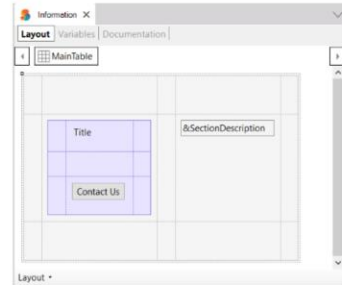 Information X
Layout Variables Documentation
MainTable
Title
&SectionDescription
Contact Us
Layout